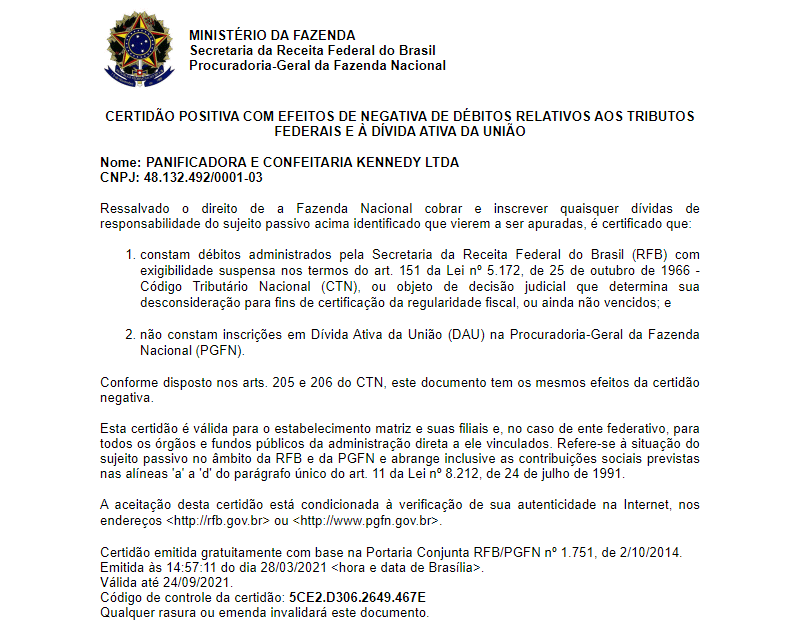 MINISTÉRIO DA FAZENDA
Secretaria da Receita Federal do Brasil
Procuradoria-Geral da Fazenda Nacional
CERTIDÃO POSITIVA COM EFEITOS DE NEGATIVA DE DÉBITOS RELATIVOS AOS TRIBUTOS
FEDERAIS E À DÍVIDA ATIVA DA UNIÃO
Nome: PANIFICADORA E CONFEITARIA KENNEDY LTDA
CNPJ: 48.132.492/0001-03
Ressalvado o direito de a Fazenda Nacional cobrar e inscrever quaisquer dívidas de
responsabilidade do sujeito passivo acima identificado que vierem a ser apuradas, é certificado que:
1. constam débitos administrados pela Secretaria da Receita Federal do Brasil (RFB) com
exigibilidade suspensa nos termos do art. 151 da Lei nº 5.172, de 25 de outubro de 1966 -
Código Tributário Nacional (CTN), ou objeto de decisão judicial que determina sua
desconsideração para fins de certificação da regularidade fiscal, ou ainda não vencidos; e
2. não constam inscrições em Dívida Ativa da União (DAU) na Procuradoria-Geral da Fazenda
Nacional (PGFN).
Conforme disposto nos arts. 205 e 206 do CTN, este documento tem os mesmos efeitos da certidão
negativa.
Esta certidão é válida para o estabelecimento matriz e suas filiais e, no caso de ente federativo, para
todos os órgãos e fundos públicos da administração direta a ele vinculados. Refere-se à situação do
sujeito passivo no âmbito da RFB e da PGFN e abrange inclusive as contribuições sociais previstas
nas alíneas 'a' a 'd' do parágrafo único do art. 11 da Lei nº 8.212, de 24 de julho de 1991.
A aceitação desta certidão está condicionada à verificação de sua autenticidade na Internet, nos
endereços <http://rfb.gov.br> ou <http://www.pgfn.gov.br>.
Certidão emitida gratuitamente com base na Portaria Conjunta RFB/PGFN nº 1.751, de 2/10/2014.
Emitida às 14:57:11 do dia 28/03/2021 <hora e data de Brasília>.
Válida até 24/09/2021.
Código de controle da certidão: 5CE2.D306.2649.467E
Qualquer rasura ou emenda invalidará este documento.